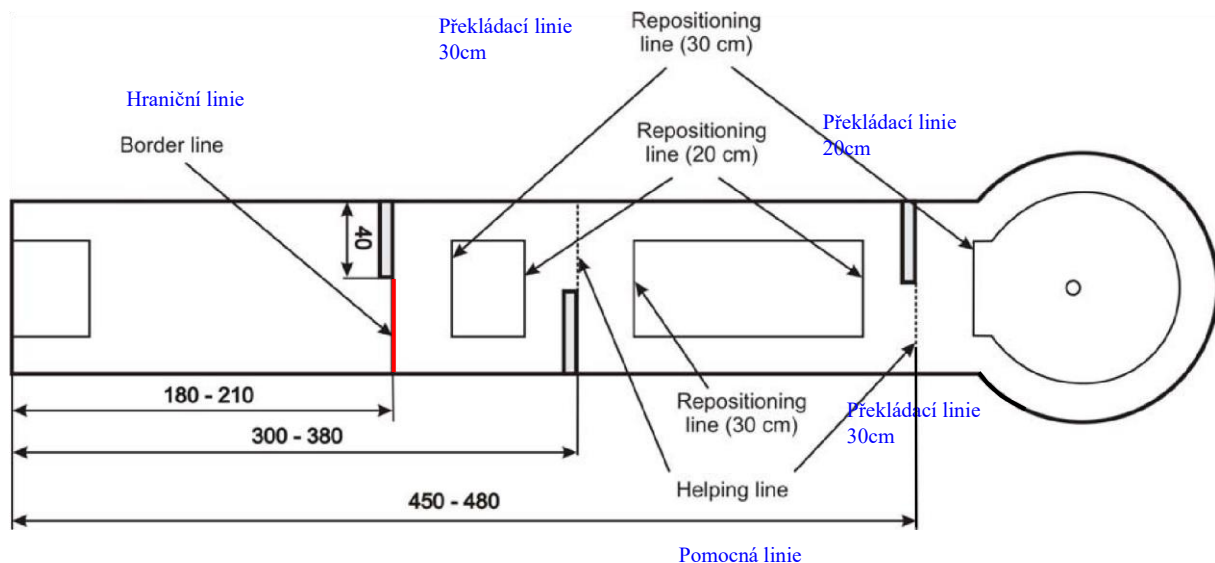 Překládací linie
30cm
Repositioning
line (30 cm)
Hraniční linie
Border line
Repositioning
line (20 cm)
Překládací linie
20cm
40
180 - 210
300 - 380
450 - 480
Repositioning
line (30 cm)
Překládací linie
30cm
Helping line
Pomocná linie